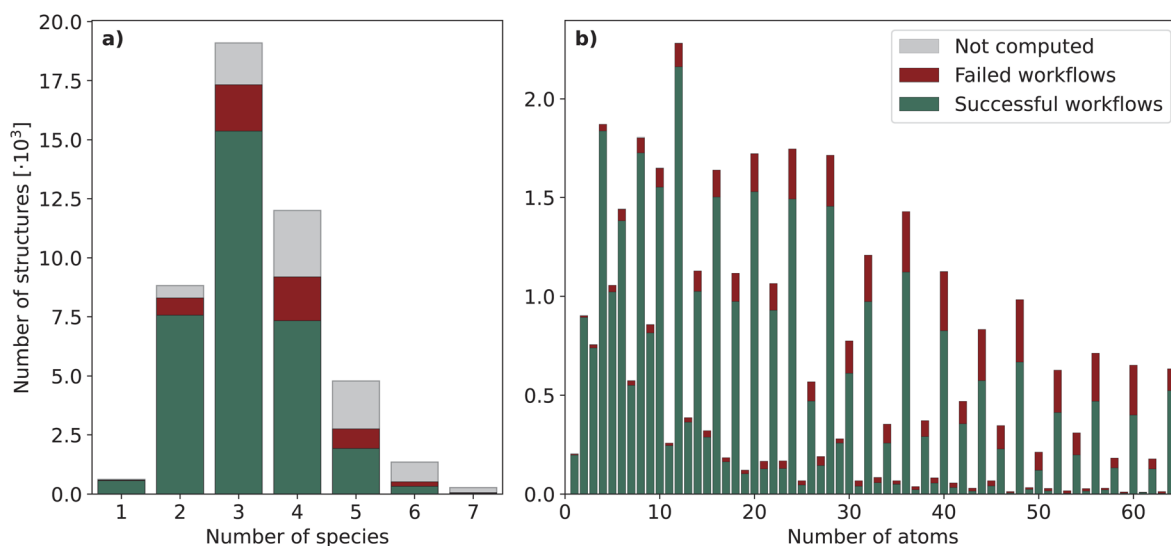 a)
Number of structures [·10³]
20.0
17.5
15.0
12.5
10.0
7.5
5.0
2.5
0.0
1 2 3 4 5 6 7
Number of species
b)
Not computed
Failed workflows
Successful workflows
2.0
1.5
1.0
0.5
0.0
0 10 20 30 40 50 60
Number of atoms